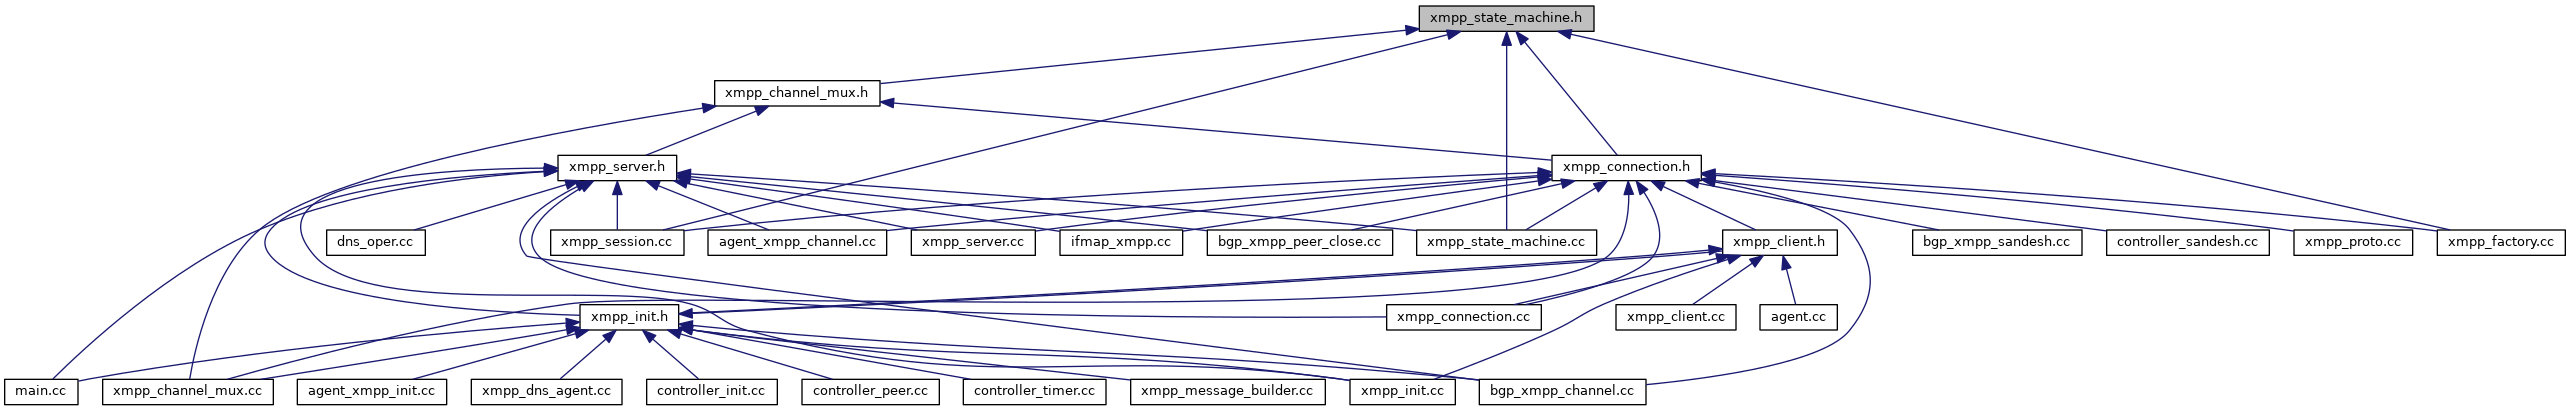 xmpp_state_machine.h
xmpp_channel_mux.h
xmpp_server.h
xmpp_connection.h
dns_oper.cc
xmpp_session.cc
agent_xmpp_channel.cc
xmpp_server.cc
ifmap_xmpp.cc
bgp_xmpp_peer_close.cc
xmpp_state_machine.cc
xmpp_client.h
bgp_xmpp_sandesh.cc
controller_sandesh.cc
xmpp_proto.cc
xmpp_factory.cc
xmpp_init.h
xmpp_connection.cc
xmpp_client.cc
agent.cc
main.cc
xmpp_channel_mux.cc
agent_xmpp_init.cc
xmpp_dns_agent.cc
controller_init.cc
controller_peer.cc
controller_timer.cc
xmpp_message_builder.cc
xmpp_init.cc
bgp_xmpp_channel.cc